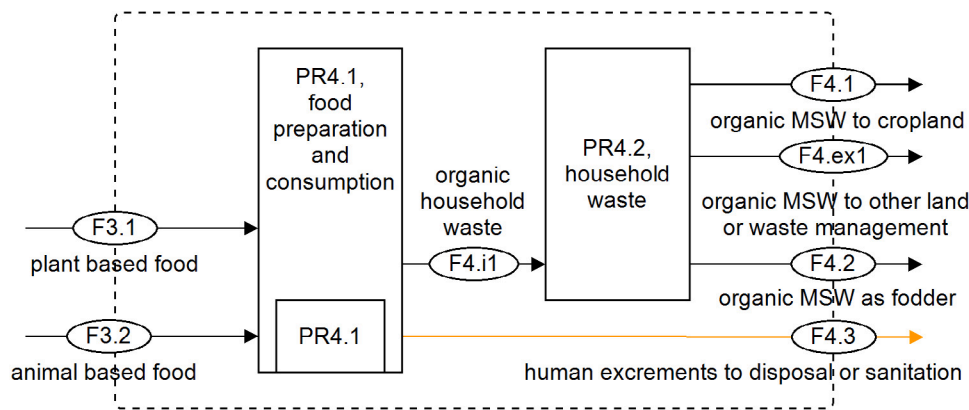 PR4.1,
food
preparation
and
consumption
PR4.1
F3.1
plant based food
F3.2
animal based food
organic
household
waste
F4.i1
PR4.2,
household
waste
F4.1
organic MSW to cropland
F4.ex1
organic MSW to other land
or waste management
F4.2
organic MSW as fodder
F4.3
human excrements to disposal or sanitation